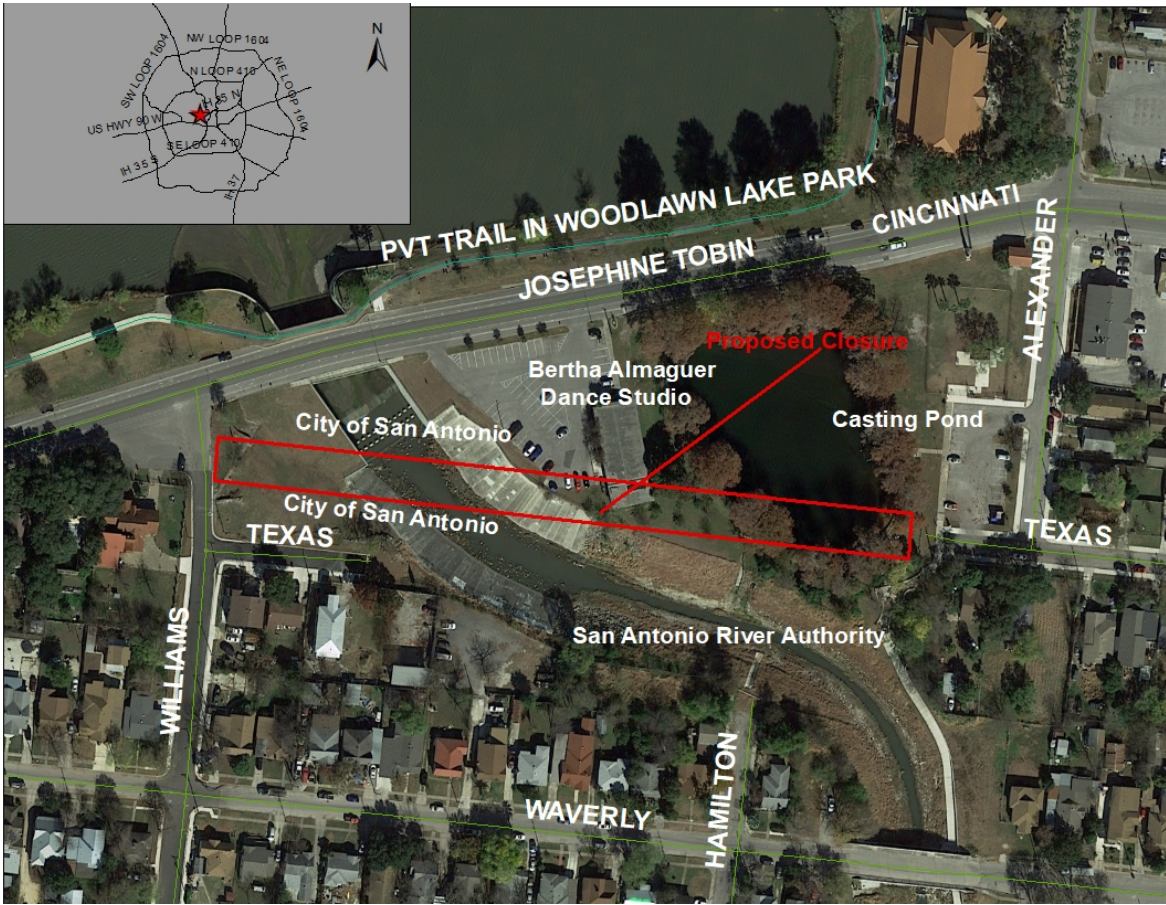 N
NW LOOP 1604
SW LOOP 1604
N LOOP 410
NE LOOP 1604
IH 35 N
US HWY 90 W
SE LOOP 410
IH 35 S
IH 37
PVT TRAIL IN WOODLAWN LAKE PARK
CINCINNATI
JOSEPHINE TOBIN
ALEXANDER
Proposed Closure
Bertha Almaguer
Dance Studio
Casting Pond
City of San Antonio
City of San Antonio
TEXAS
TEXAS
WILLIAMS
San Antonio River Authority
HAMILTON
WAVERLY